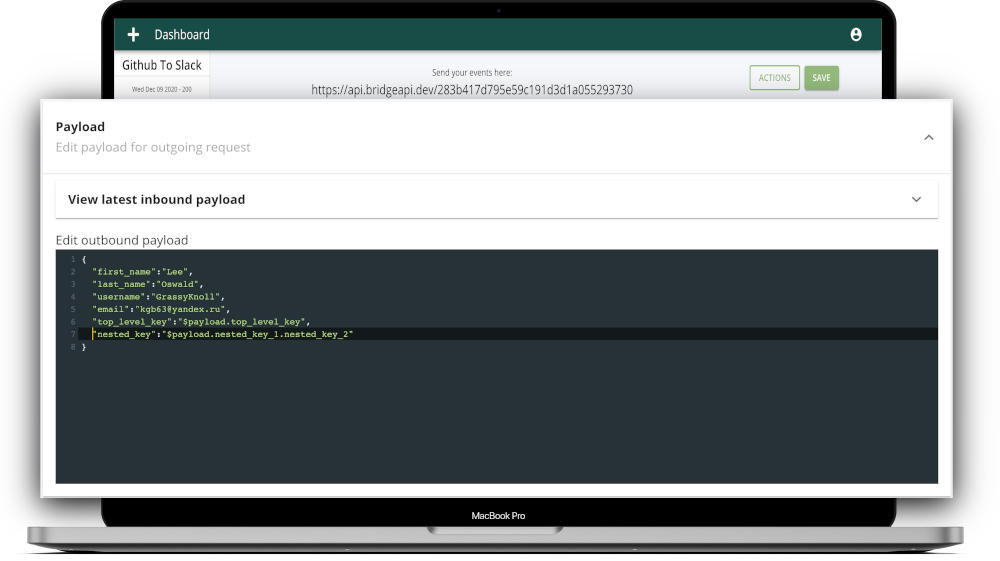 Dashboard
Github To Slack
Wed Dec 09 2020 - 200
Send your events here:
https://api.bridgeapi.dev/283b417d795e59c191d3d1a055293730
ACTIONS
SAVE
Payload
Edit payload for outgoing request
View latest inbound payload
Edit outbound payload
1 {
2 "first_name":"Lee",
3 "last_name":"Oswald",
4 "username":"GrassyKnoll",
5 "email":"kgb63@yandex.ru",
6 "top_level_key":"$payload.top_level_key",
7 "nested_key":"$payload.nested_key_1.nested_key_2"
8 }
MacBook Pro